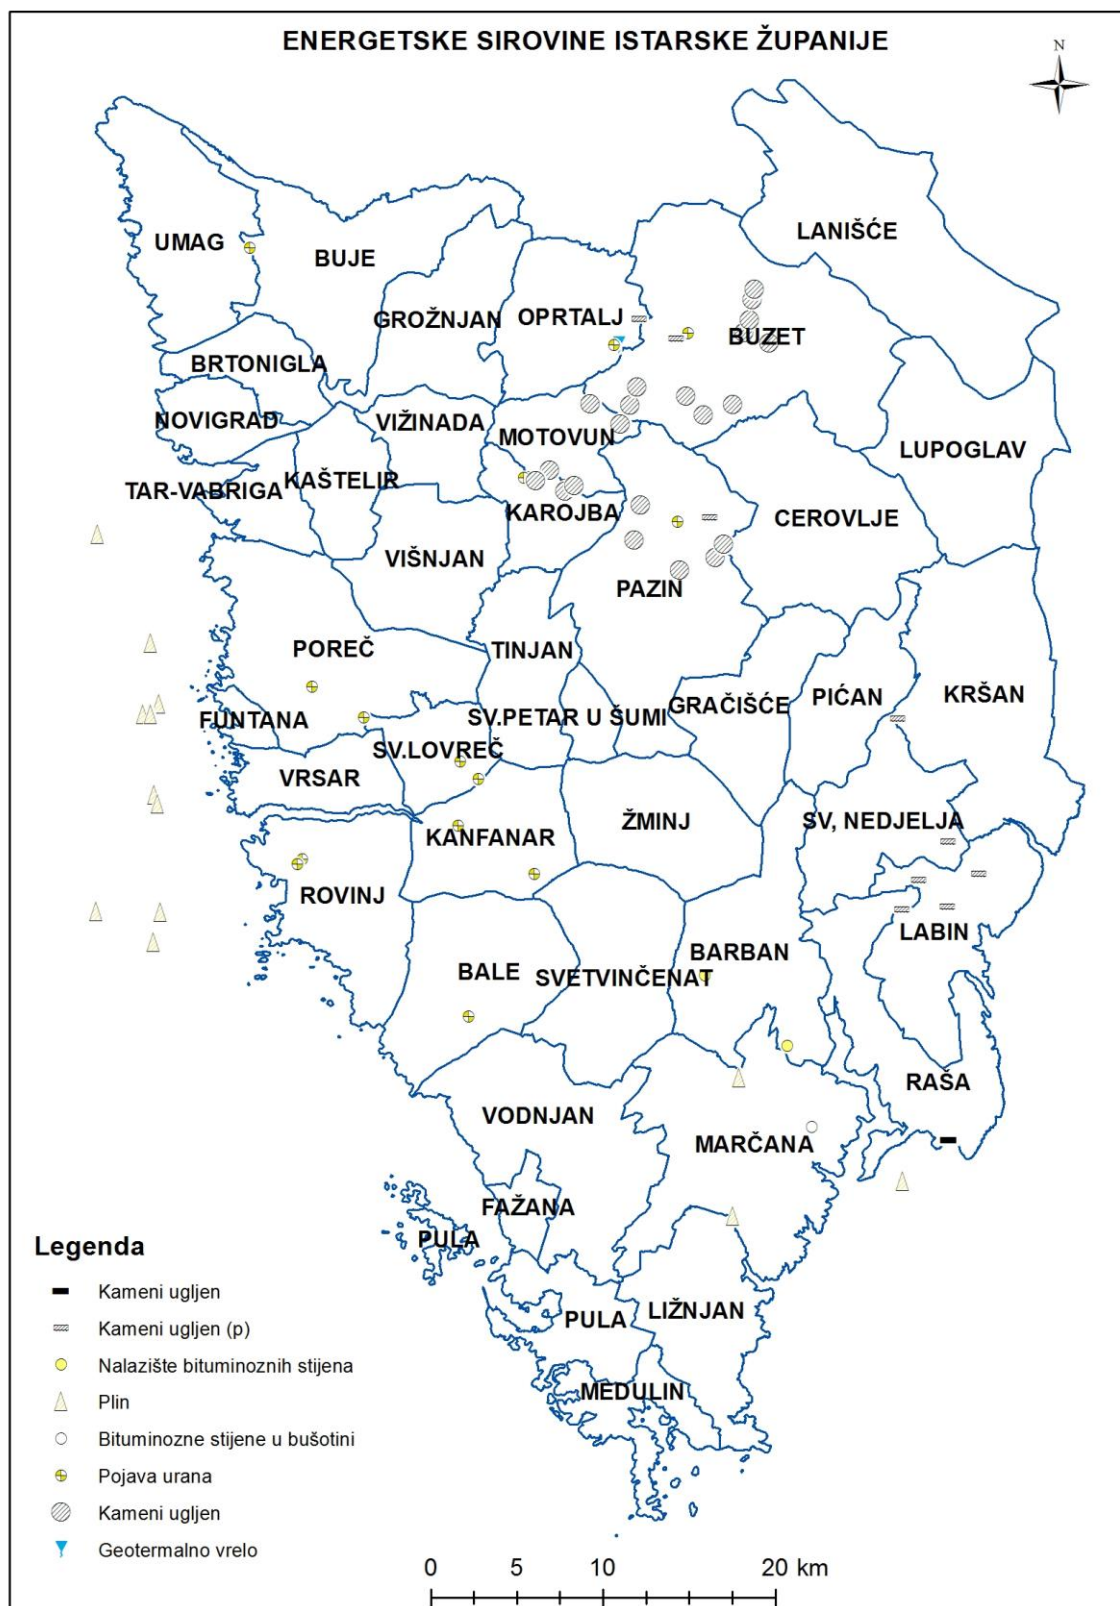 ENERGETSKE SIROVINE ISTARSKE ŽUPANIJE
N
LANIŠĆE
UMAG
BUJE
OPRTALJ
GROŽNJAN
BUZET
BRTONIGLA
NOVIGRAD
VIŽINADA
MOTOVUN
LUPOGLAV
KAŠTELIR
TAR-VABRIGA
KAROJBA
CEROVLJE
VIŠNJAN
PAZIN
POREČ
TINJAN
PIĆAN
KRŠAN
GRAČIŠĆE
FUNTANA
SV.PETAR U ŠUMI
SV.LOVREČ
VRSAR
ŽMINJ
SV, NEDJELJA
KANFANAR
ROVINJ
LABIN
BARBAN
BALE
SVETVINČENAT
RAŠA
VODNJAN
MARČANA
FAŽANA
PULA
LIŽNJAN
PULA
MEDULIN
Legenda
Kameni ugljen
Kameni ugljen (p)
Nalazište bituminoznih stijena
Plin
Bituminozne stijene u bušotini
Pojava urana
Kameni ugljen
Geotermalno vrelo
0 5 10 20 km